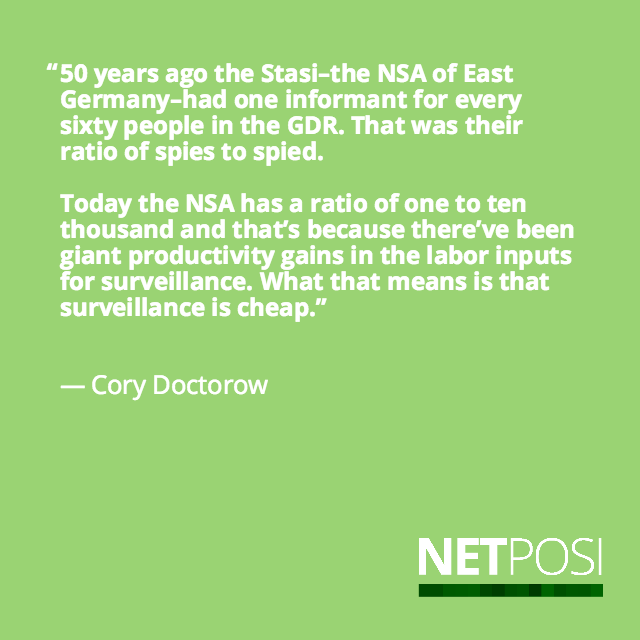 “50 years ago the Stasi–the NSA of East
Germany–had one informant for every
sixty people in the GDR. That was their
ratio of spies to spied.
Today the NSA has a ratio of one to ten
thousand and that’s because there’ve been
giant productivity gains in the labor inputs
for surveillance. What that means is that
surveillance is cheap.”
— Cory Doctorow
NETPOSI